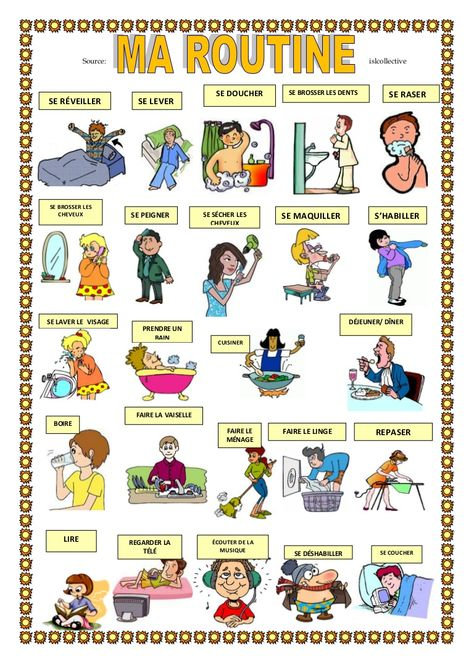 Source: MA ROUTINE islcollective
SE RÉVEILLER
SE LEVER
SE DOUCHER
SE BROSSER LES DENTS
SE RASER
SE BROSSER LES
CHEVEUX
SE PEIGNER
SE SÉCHER LES
CHEVEUX
SE MAQUILLER
S'HABILLER
SE LAVER LE VISAGE
PRENDRE UN
RAIN
CUISINER
DÉJEUNER/ DÎNER
BOIRE
FAIRE LA VAISELLE
FAIRE LE
MÉNAGE
FAIRE LE LINGE
REPASER
LIRE
REGARDER LA
TÉLÉ
ÉCOUTER DE LA
MUSIQUE
SE DÉSHABILLER
SE COUCHER